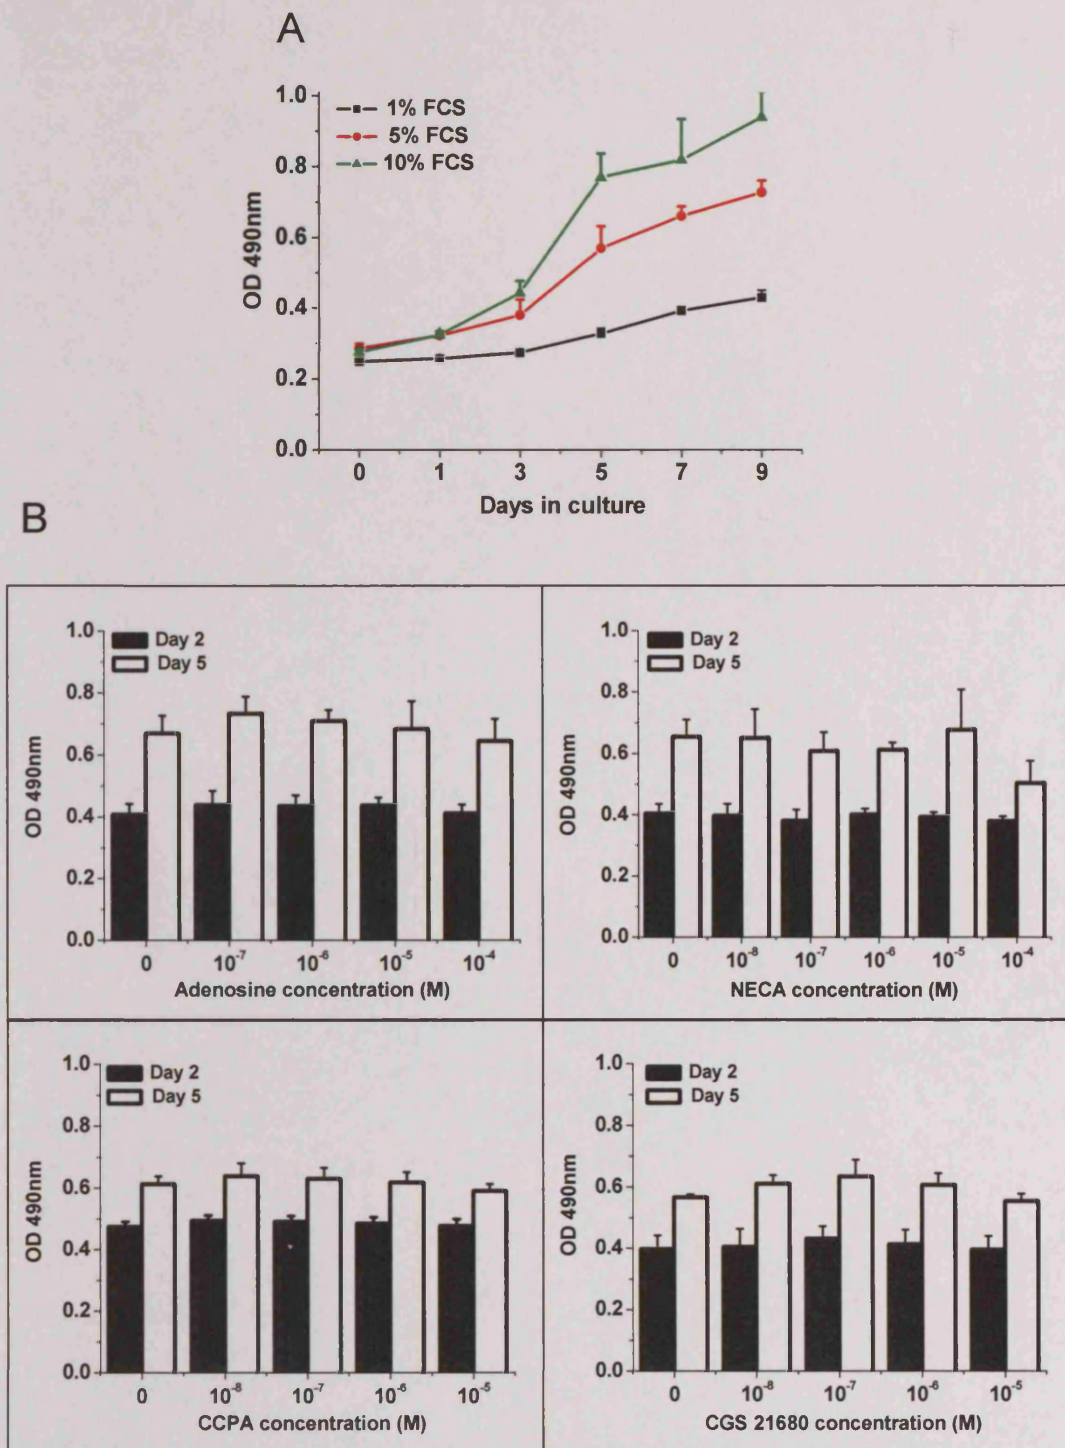 A
1% FCS
5% FCS
10% FCS
1.0
0.8
0.6
0.4
0.2
0.0
OD 490nm
0 1 3 5 7 9
Days in culture
B
Day 2
Day 5
1.0
0.8
0.6
0.4
0.2
0.0
OD 490nm
0 10⁻⁷ 10⁻⁶ 10⁻⁵ 10⁻⁴
Adenosine concentration (M)
Day 2
Day 5
1.0
0.8
0.6
0.4
0.2
0.0
OD 490nm
0 10⁻⁸ 10⁻⁷ 10⁻⁶ 10⁻⁵ 10⁻⁴
NECA concentration (M)
Day 2
Day 5
1.0
0.8
0.6
0.4
0.2
0.0
OD 490nm
0 10⁻⁸ 10⁻⁷ 10⁻⁶ 10⁻⁵
CCPA concentration (M)
Day 2
Day 5
1.0
0.8
0.6
0.4
0.2
0.0
OD 490nm
0 10⁻⁸ 10⁻⁷ 10⁻⁶ 10⁻⁵
CGS 21680 concentration (M)